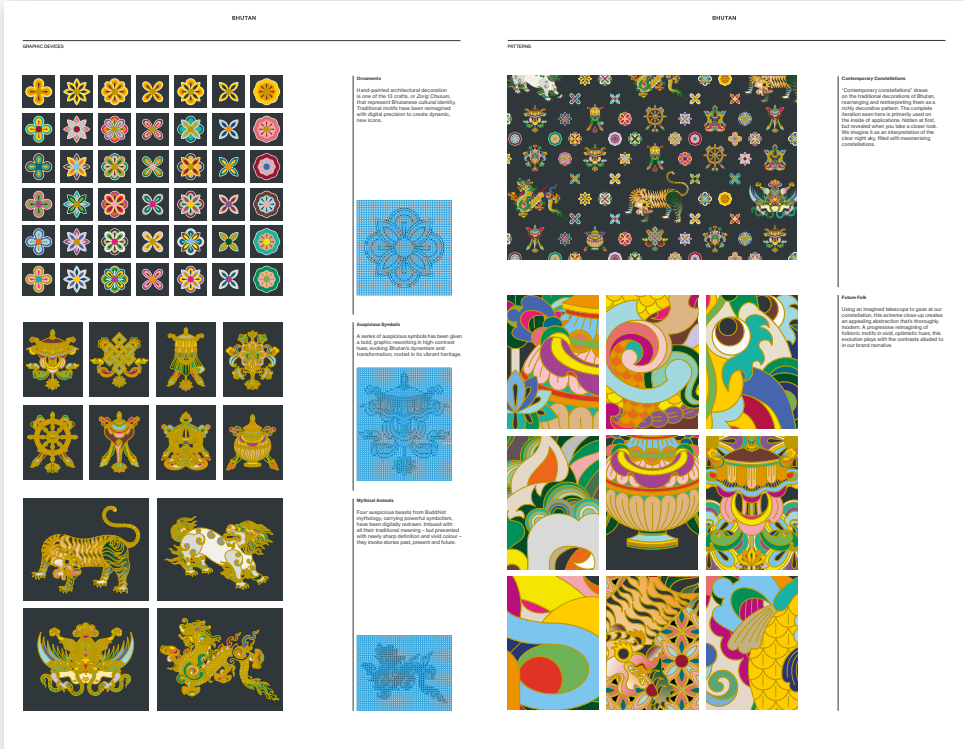 BHUTAN
GRAPHIC DEVICES
Ornaments
Hand-painted architectural decoration
is one of the 13 crafts, or Zorig Chusum,
that represent Bhutanese cultural identity.
Traditional motifs have been reimagined
with digital precision to create dynamic,
new icons.
Auspicious Symbols
A series of auspicious symbols has been given
a bold, graphic reworking in high-contrast
hues, evoking Bhutan's dynamism and
transformation, rooted in its vibrant heritage.
Mythical Animals
Four auspicious beasts from Buddhist
mythology, carrying powerful symbolism,
have been digitally redrawn. Imbued with
all their traditional meaning – but presented
with newly sharp definition and vivid colour –
they invoke stories past, present and future.
BHUTAN
PATTERNS
Contemporary Constellations
"Contemporary constellations" draws
on the traditional decorations of Bhutan,
rearranging and reinterpreting them as a
richly decorative pattern. The complete
iteration seen here is primarily used on
the inside of applications: hidden at first,
but revealed when you take a closer look.
We imagine it as an interpretation of the
clear night sky, filled with mesmerising
constellations.
Future Folk
Using an imagined telescope to gaze at our
constellation, this extreme close-up creates
an appealing abstraction that's thoroughly
modern. A progressive reimagining of
folkloric motifs in vivid, optimistic hues, this
evolution plays with the contrasts alluded to
in our brand narrative.